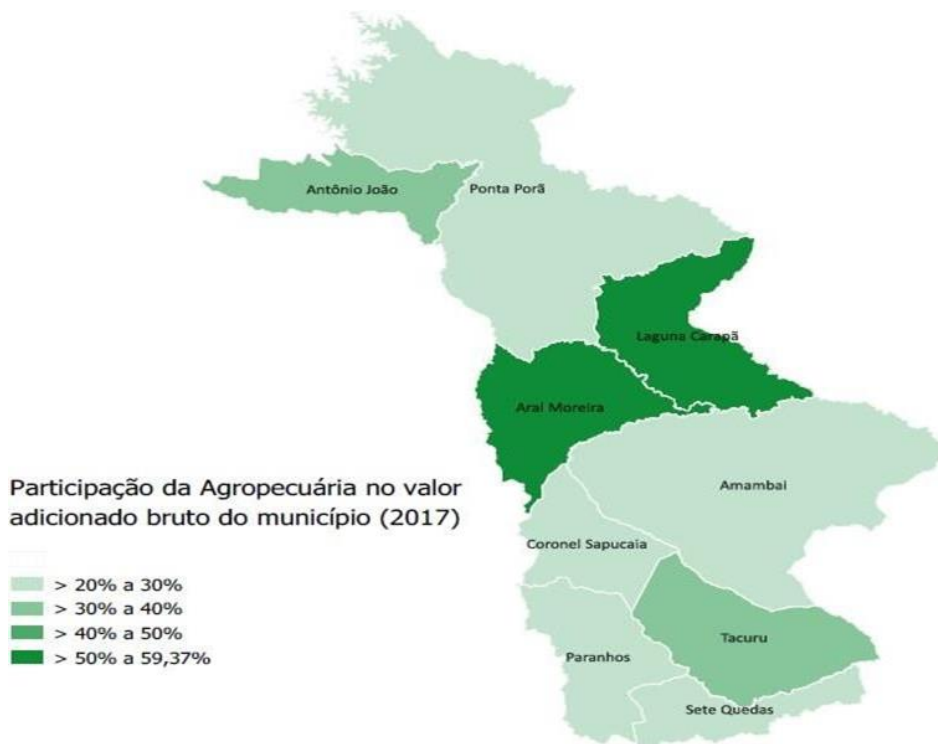 Antônio João
Ponta Porã
Laguna Carapã
Aral Moreira
Amambai
Coronel Sapucaia
Tacuru
Paranhos
Sete Quedas
Participação da Agropecuária no valor
adicionado bruto do município (2017)
> 20% a 30%
> 30% a 40%
> 40% a 50%
> 50% a 59,37%